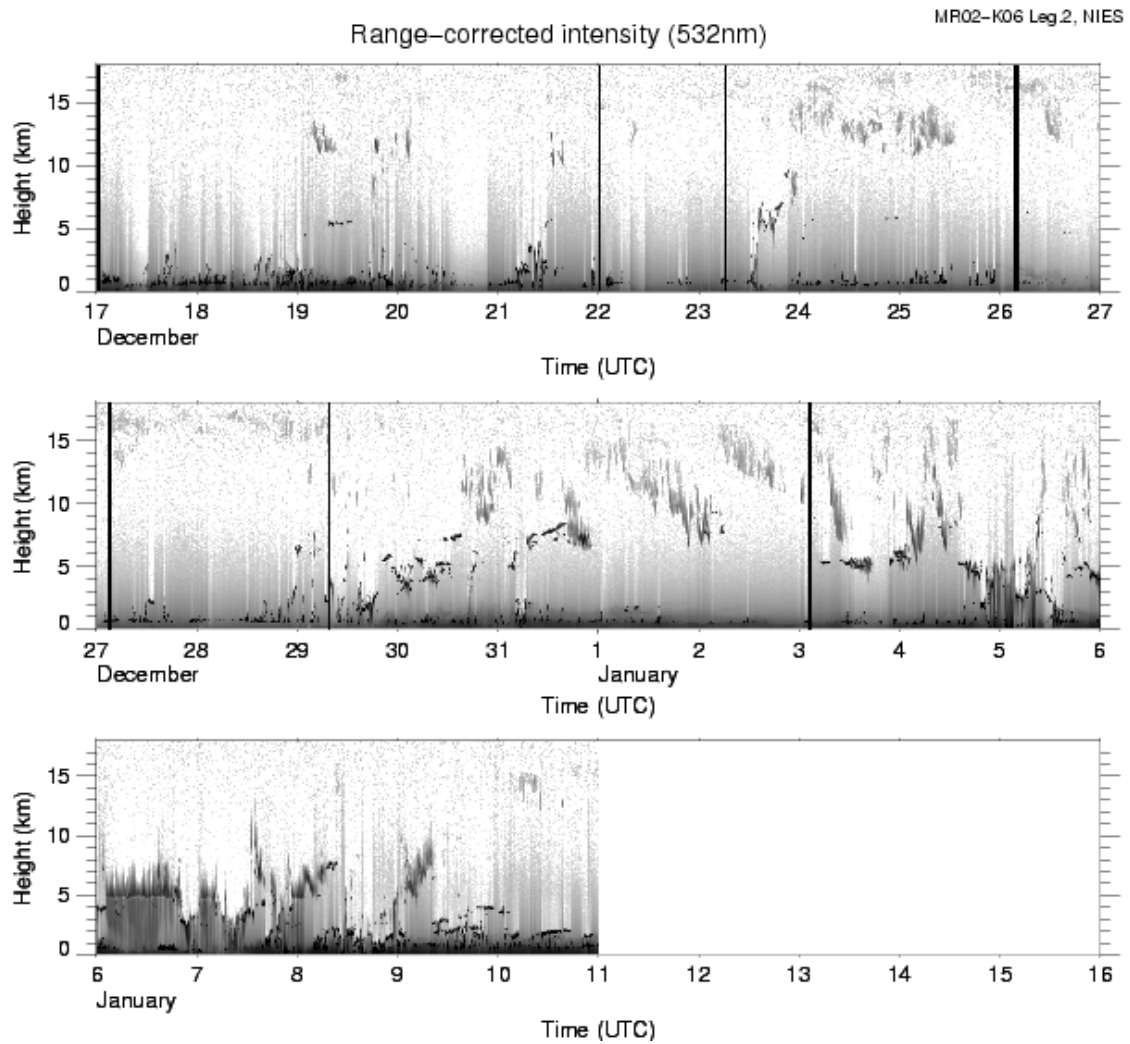 MR02-K06 Leg.2, NIES
Range-corrected intensity (532nm)
Height (km)
15
10
5
0
17 18 19 20 21 22 23 24 25 26 27
December
Time (UTC)
Height (km)
15
10
5
0
27 28 29 30 31 1 2 3 4 5 6
December January
Time (UTC)
Height (km)
15
10
5
0
6 7 8 9 10 11 12 13 14 15 16
January
Time (UTC)